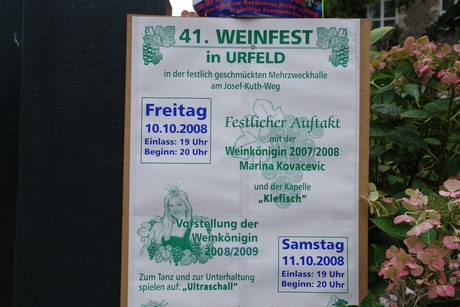 41. WEINFEST
in URFELD
in der festlich geschmückten Mehrzweckhalle
am Josef-Kuth-Weg
Freitag
10.10.2008
Einlass: 19 Uhr
Beginn: 20 Uhr
Festlicher Auftakt
mit der
Weinkönigin 2007/2008
Marina Kovacevic
und der Kapelle
„Klefisch“
Vorstellung der
Weinkönigin
2008/2009
Zum Tanz und zur Unterhaltung
spielen auf: „Ultraschall“
Samstag
11.10.2008
Einlass: 19 Uhr
Beginn: 20 Uhr